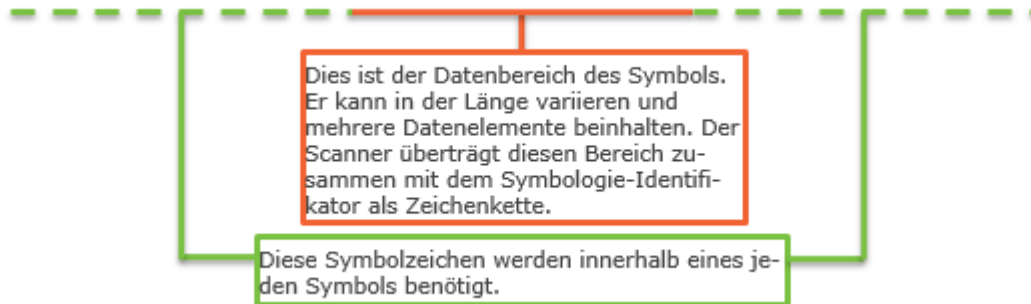 Dies ist der Datenbereich des Symbols.
Er kann in der Länge variieren und
mehrere Datenelemente beinhalten. Der
Scanner überträgt diesen Bereich zu-
sammen mit dem Symbologie-Identifi-
kator als Zeichenkette.
Diese Symbolzeichen werden innerhalb eines je-
den Symbols benötigt.